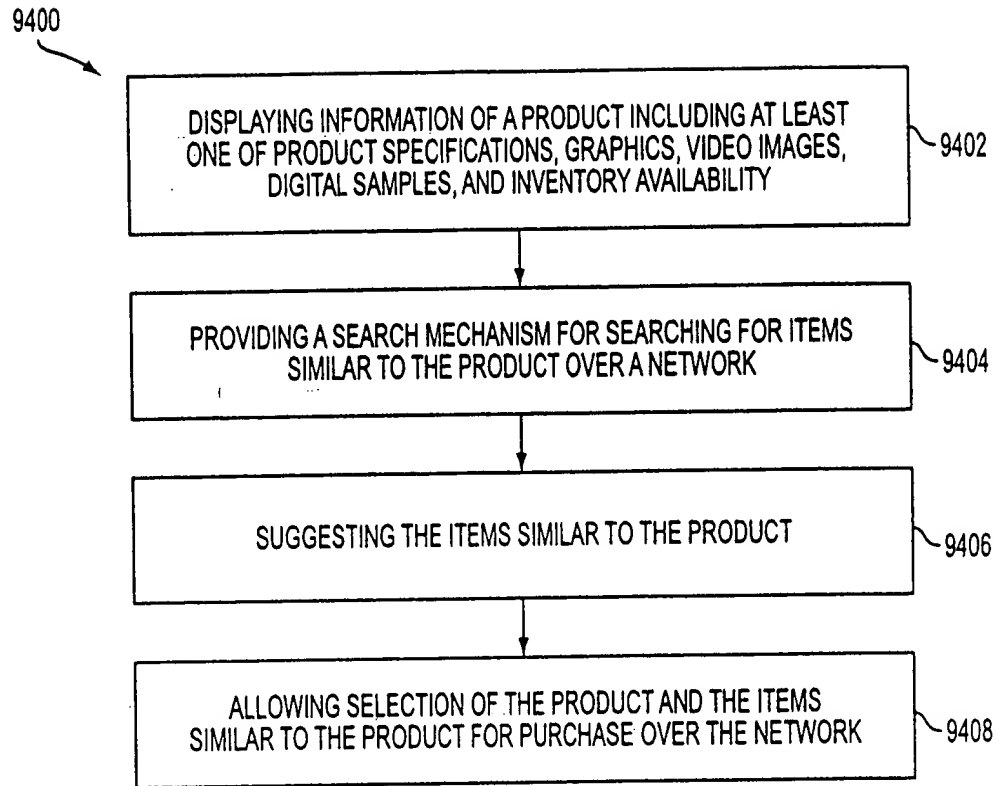 9400
DISPLAYING INFORMATION OF A PRODUCT INCLUDING AT LEAST
ONE OF PRODUCT SPECIFICATIONS, GRAPHICS, VIDEO IMAGES,
DIGITAL SAMPLES, AND INVENTORY AVAILABILITY
9402
PROVIDING A SEARCH MECHANISM FOR SEARCHING FOR ITEMS
SIMILAR TO THE PRODUCT OVER A NETWORK
9404
SUGGESTING THE ITEMS SIMILAR TO THE PRODUCT
9406
ALLOWING SELECTION OF THE PRODUCT AND THE ITEMS
SIMILAR TO THE PRODUCT FOR PURCHASE OVER THE NETWORK
9408